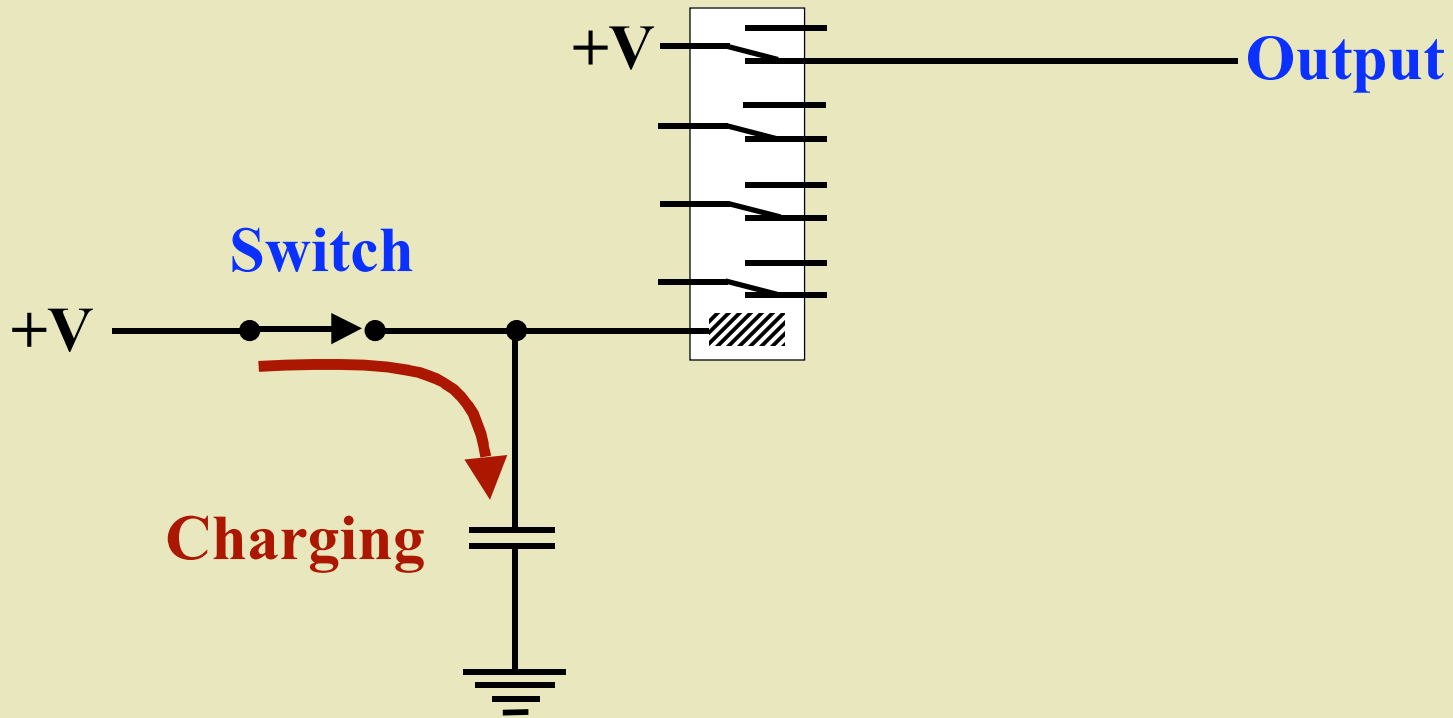 +V
Output
Switch
+V
Charging